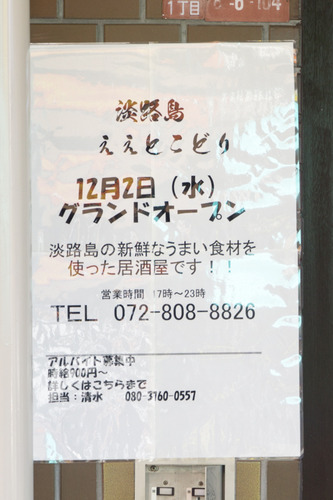 1丁目
6-104
淡路島
ええとこどり
12月2日（水）
グランドオープン
淡路島の新鮮なうまい食材を
使った居酒屋です！！
営業時間 17時～23時
TEL 072-808-8826
アルバイト募集中
時給900円～
詳しくはこちらまで
担当：清水 080-3760-0557